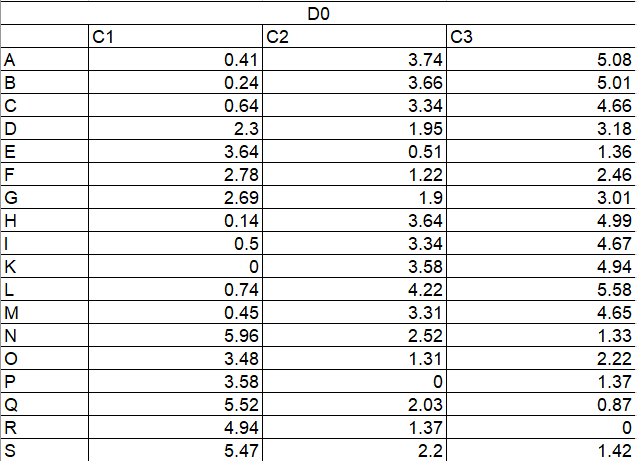 D0
C1 C2 C3
A 0.41 3.74 5.08
B 0.24 3.66 5.01
C 0.64 3.34 4.66
D 2.3 1.95 3.18
E 3.64 0.51 1.36
F 2.78 1.22 2.46
G 2.69 1.9 3.01
H 0.14 3.64 4.99
I 0.5 3.34 4.67
K 0 3.58 4.94
L 0.74 4.22 5.58
M 0.45 3.31 4.65
N 5.96 2.52 1.33
O 3.48 1.31 2.22
P 3.58 0 1.37
Q 5.52 2.03 0.87
R 4.94 1.37 0
S 5.47 2.2 1.42